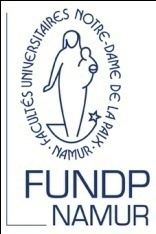 FACULTÉS UNIVERSITAIRES NOTRE-DAME DE LA PAIX · NAMUR ·
FUNDP
NAMUR